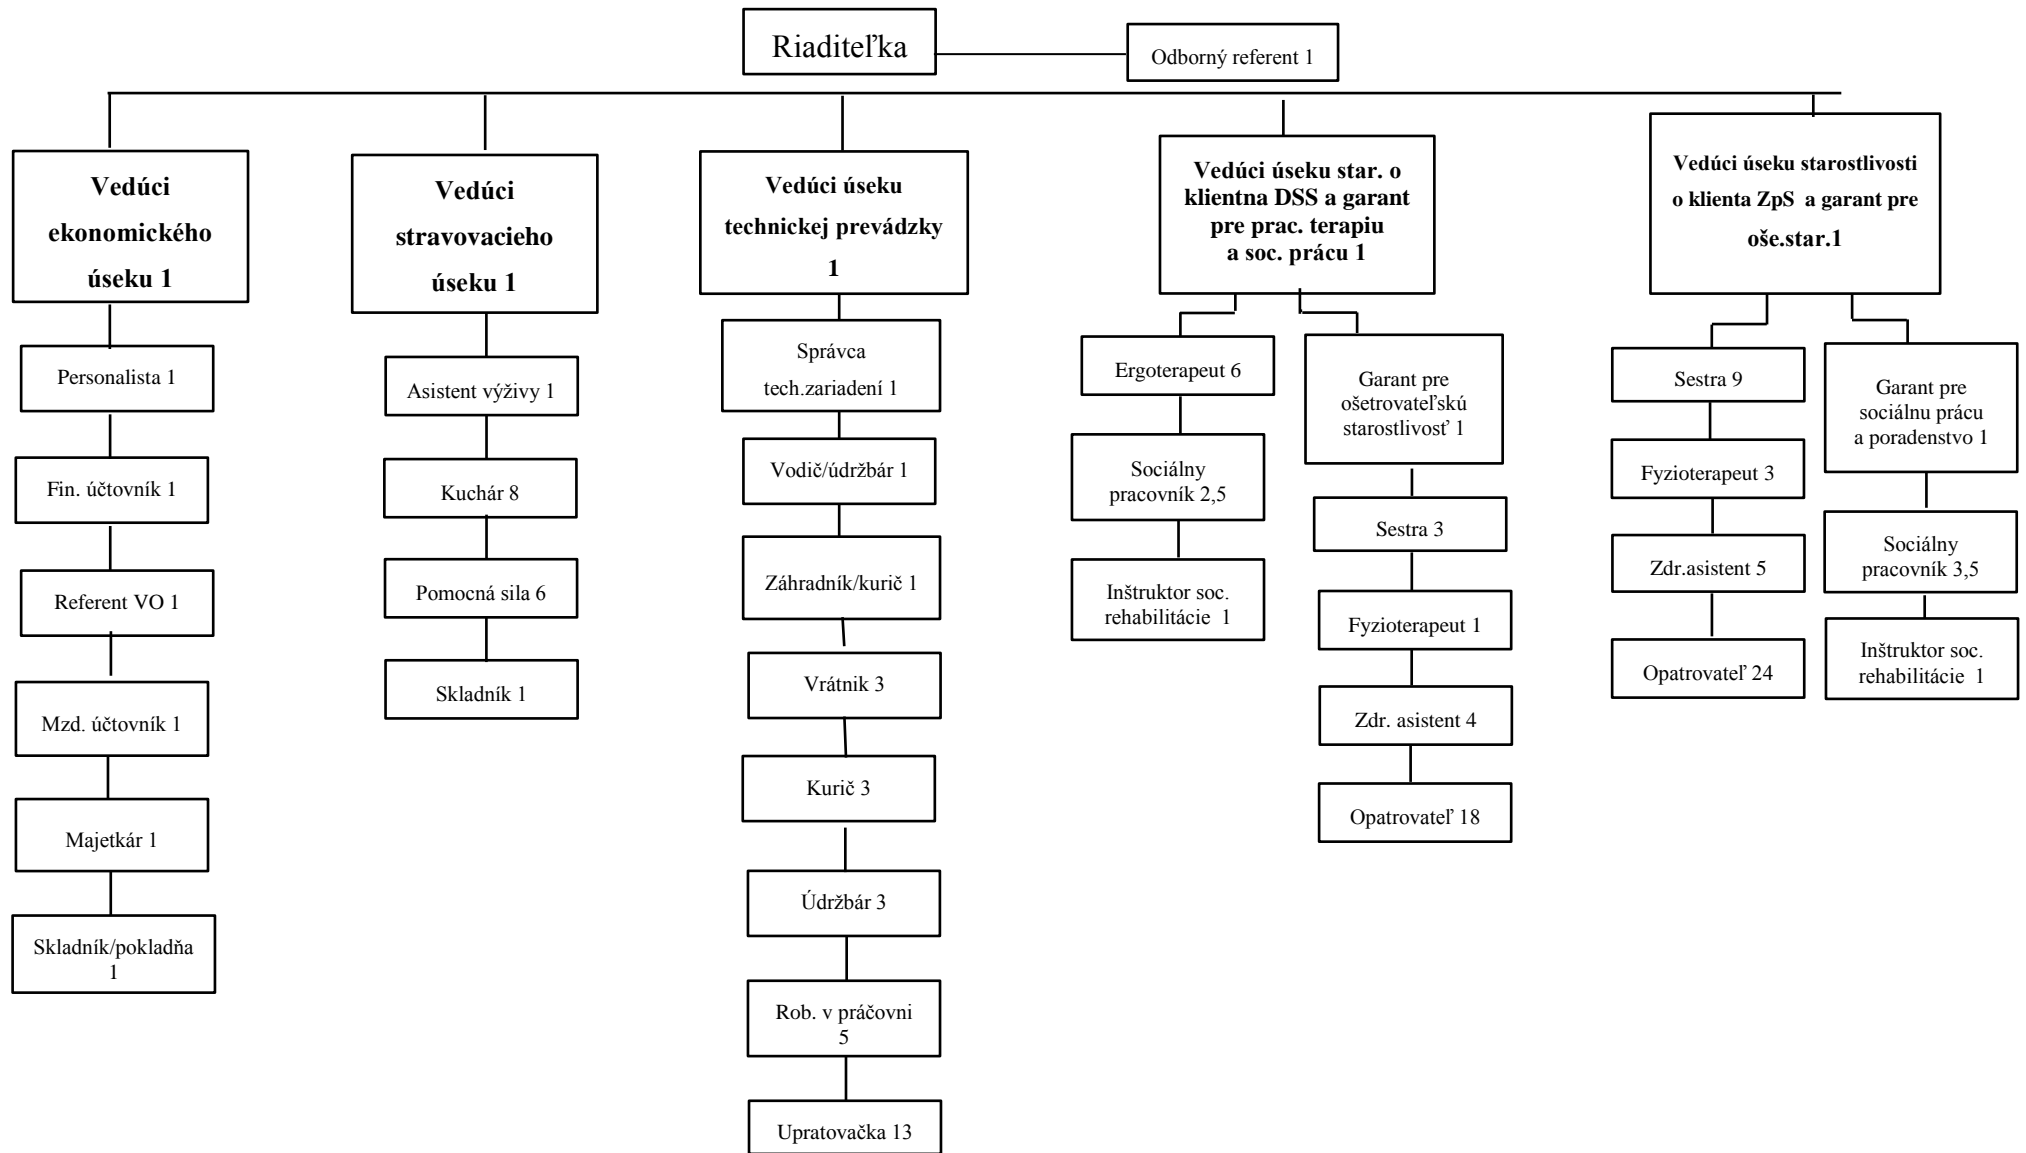 Riaditeľka
Odborný referent 1
Vedúci
ekonomického
úseku 1
Personalista 1
Fin. účtovník 1
Referent VO 1
Mzd. účtovník 1
Majetkár 1
Skladník/pokladňa
1
Vedúci
stravovacieho
úseku 1
Asistent výživy 1
Kuchár 8
Pomocná sila 6
Skladník 1
Vedúci úseku
technickej prevádzky
1
Správca
tech.zariadení 1
Vodič/údržbár 1
Záhradník/kurič 1
Vrátnik 3
Kurič 3
Údržbár 3
Rob. v práčovni
5
Upratovačka 13
Vedúci úseku star. o
klientna DSS a garant
pre prac. terapiu
a soc. prácu 1
Ergoterapeut 6
Sociálny
pracovník 2,5
Inštruktor soc.
rehabilitácie 1
Garant pre
ošetrovateľskú
starostlivosť 1
Sestra 3
Fyzioterapeut 1
Zdr. asistent 4
Opatrovateľ 18
Vedúci úseku starostlivosti
o klienta ZpS a garant pre
oše.star.1
Sestra 9
Fyzioterapeut 3
Zdr.asistent 5
Opatrovateľ 24
Garant pre
sociálnu prácu
a poradenstvo 1
Sociálny
pracovník 3,5
Inštruktor soc.
rehabilitácie 1